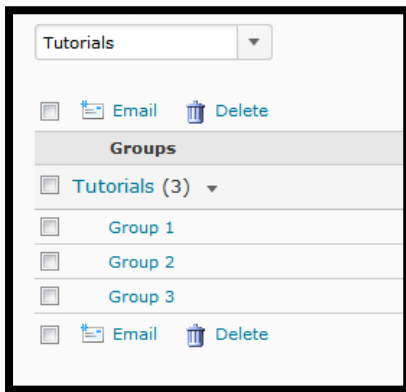 Tutorials
Email Delete
Groups
Tutorials (3)
Group 1
Group 2
Group 3
Email Delete